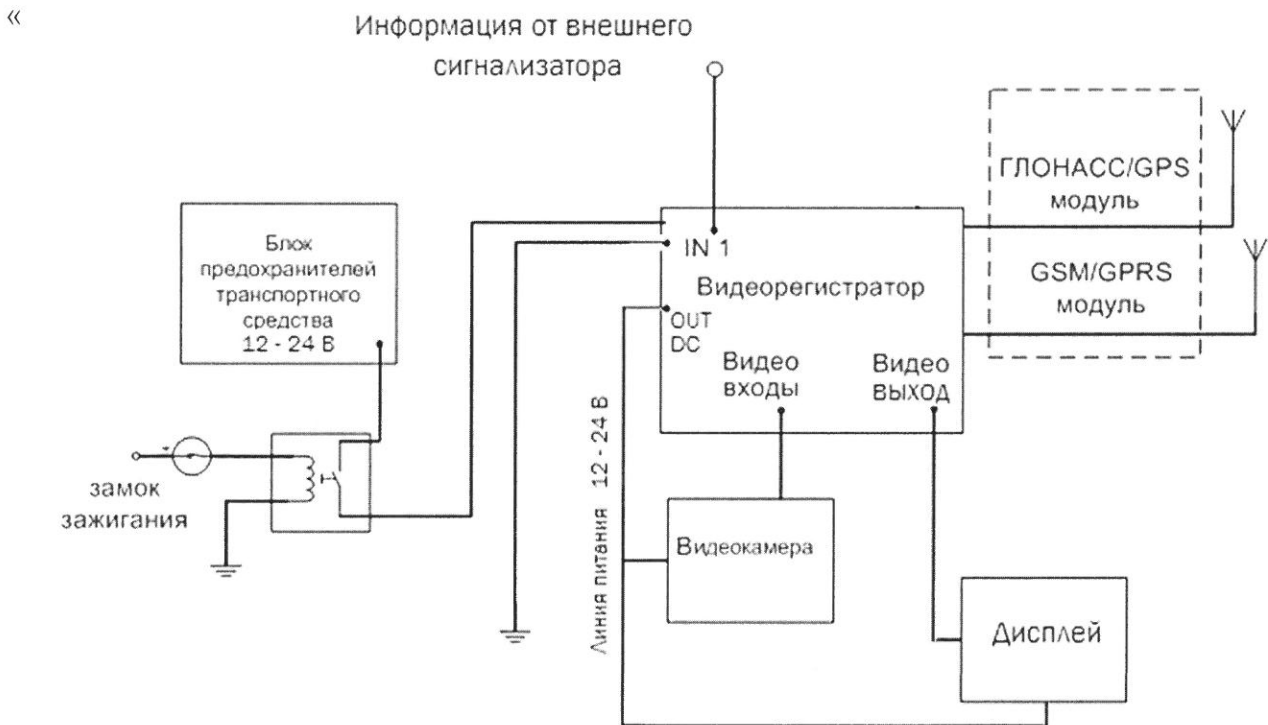 «
Информация от внешнего
сигнализатора
ГЛОНАСС/GPS
модуль
GSM/GPRS
модуль
Блок
предохранителей
транспортного
средства
12 - 24 В
IN 1
Видеорегистратор
OUT
DC
Видео
входы
Видео
выход
+
замок
зажигания
Линия питания 12 - 24 В
Видеокамера
Дисплей